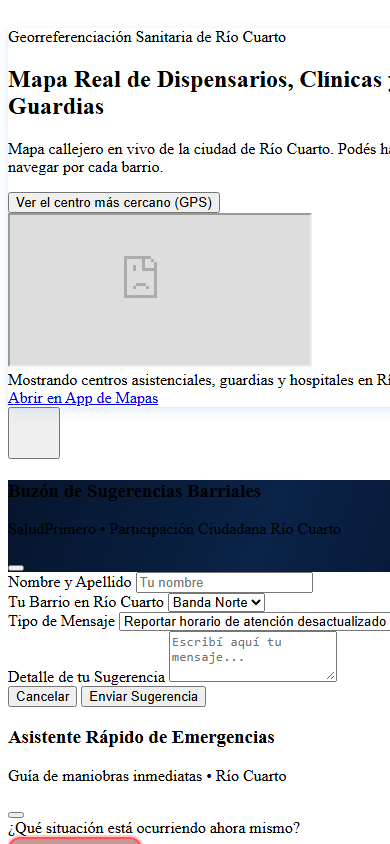 Georreferenciación Sanitaria de Río Cuarto
Mapa Real de Dispensarios, Clínicas y
Guardias
Mapa callejero en vivo de la ciudad de Río Cuarto. Podés
navegar por cada barrio.
Ver el centro más cercano (GPS)
Mostrando centros asistenciales, guardias y hospitales en
Abrir en App de Mapas
Buzón de Sugerencias Barriales
SaludPrimero • Participación Ciudadana Río Cuarto
Nombre y Apellido Tu nombre
Tu Barrio en Río Cuarto Banda Norte
Tipo de Mensaje Reportar horario de atención desactualizado
Escribí aquí tu
mensaje...
Detalle de tu Sugerencia
Cancelar Enviar Sugerencia
Asistente Rápido de Emergencias
Guía de maniobras inmediatas • Río Cuarto
¿Qué situación está ocurriendo ahora mismo?